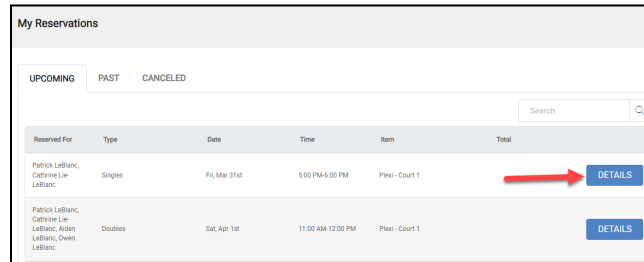 My Reservations
UPCOMING PAST CANCELED
Search
Reserved For Type Date Time Item Total
Patrick LeBlanc,
Cathrine Lie-
LeBlanc
Singles Fri, Mar 31st 5:00 PM-6:00 PM Plexi - Court 1 DETAILS
Patrick LeBlanc,
Cathrine Lie-
LeBlanc, Aiden
LeBlanc, Owen
LeBlanc
Doubles Sat, Apr 1st 11:00 AM-12:00 PM Plexi - Court 1 DETAILS